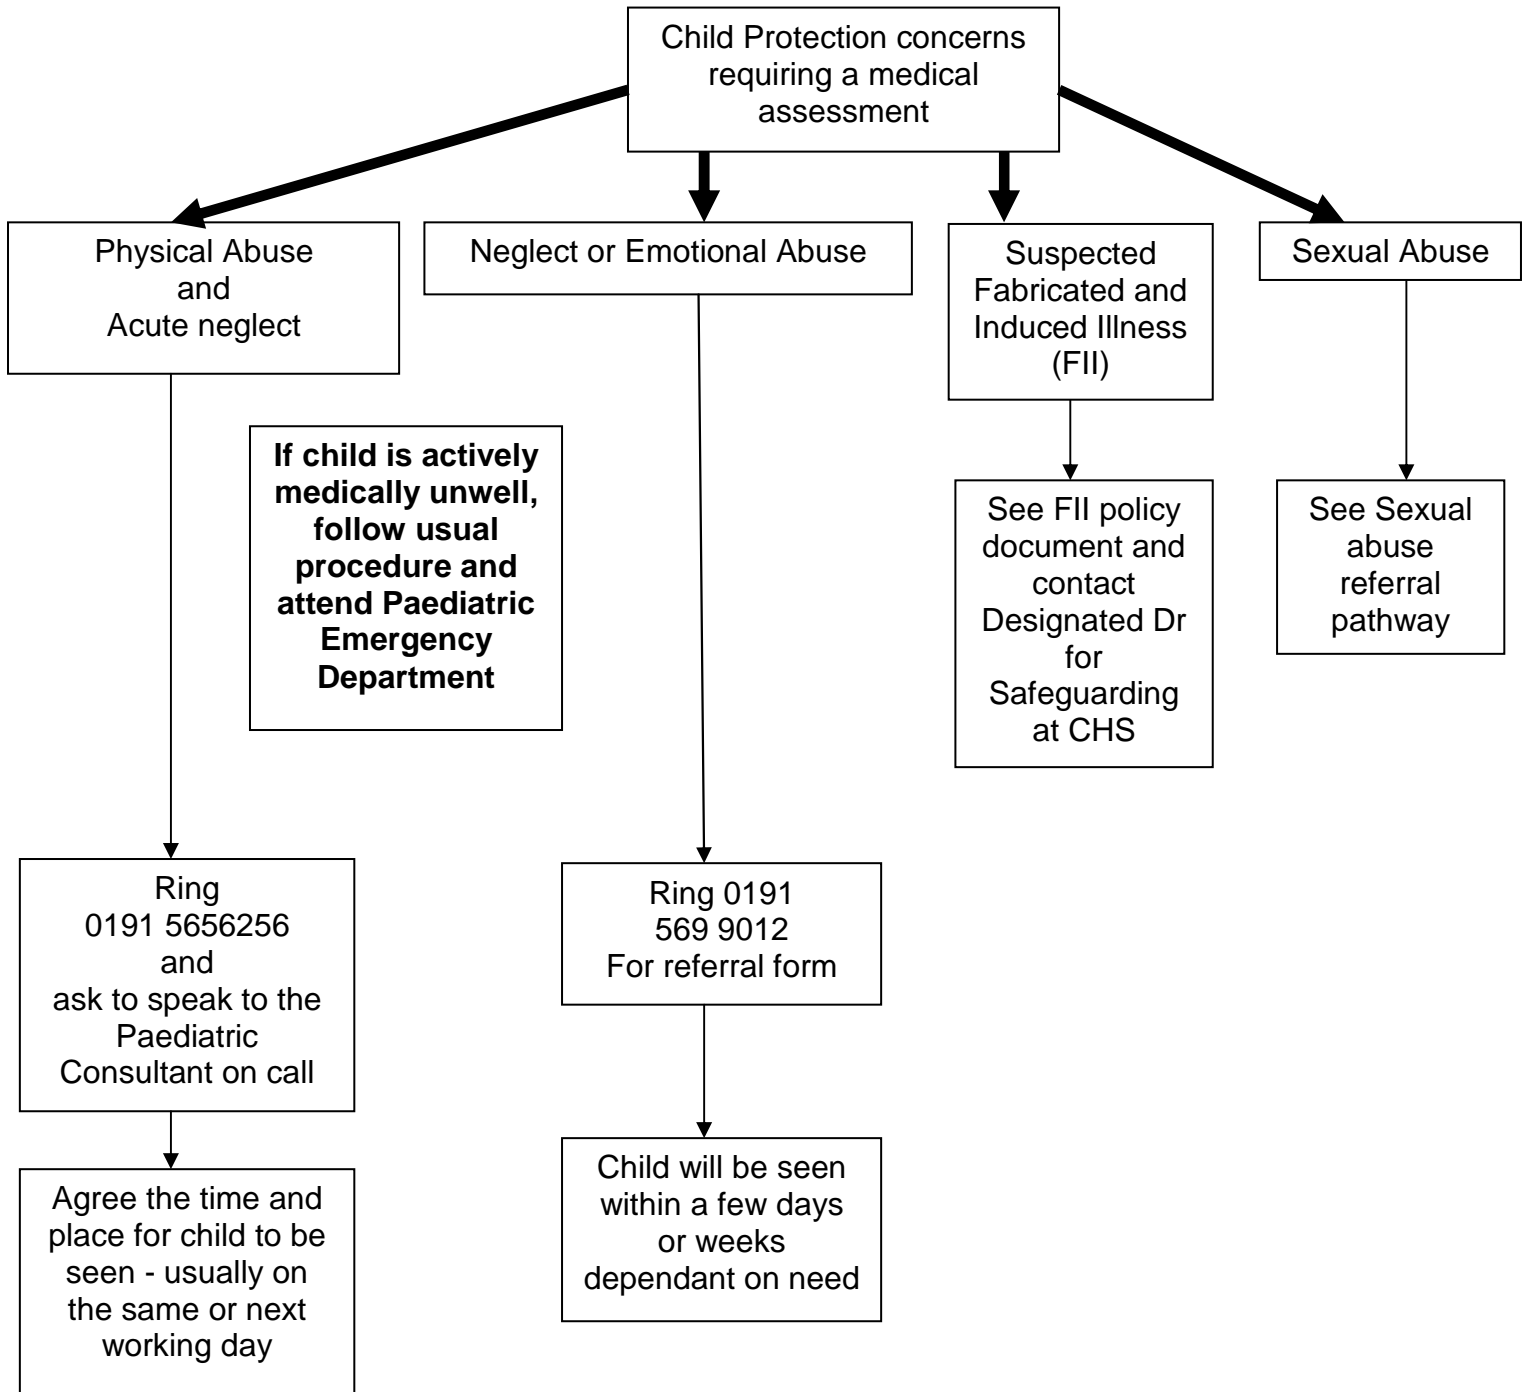 Child Protection concerns
requiring a medical
assessment
Physical Abuse
and
Acute neglect
Neglect or Emotional Abuse
Suspected
Fabricated and
Induced Illness
(FII)
Sexual Abuse
If child is actively
medically unwell,
follow usual
procedure and
attend Paediatric
Emergency
Department
See FII policy
document and
contact
Designated Dr
for
Safeguarding
at CHS
See Sexual
abuse
referral
pathway
Ring
0191 5656256
and
ask to speak to the
Paediatric
Consultant on call
Ring 0191
569 9012
For referral form
Agree the time and
place for child to be
seen - usually on
the same or next
working day
Child will be seen
within a few days
or weeks
dependant on need